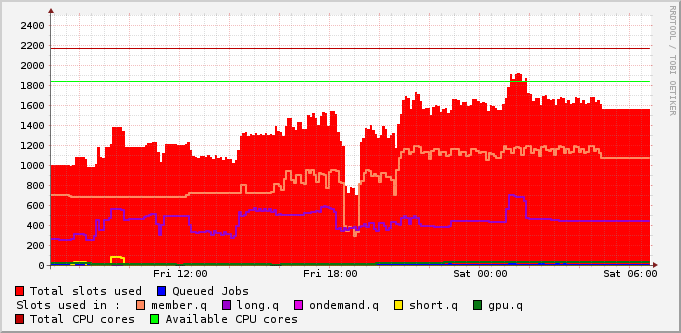 RRDTOOL / TOBI OETIKER
2400
2200
2000
1800
1600
1400
1200
1000
800
600
400
200
0
Fri 12:00 Fri 18:00 Sat 00:00 Sat 06:00
Total slots used Queued Jobs
Slots used in : member.q long.q ondemand.q short.q gpu.q
Total CPU cores Available CPU cores